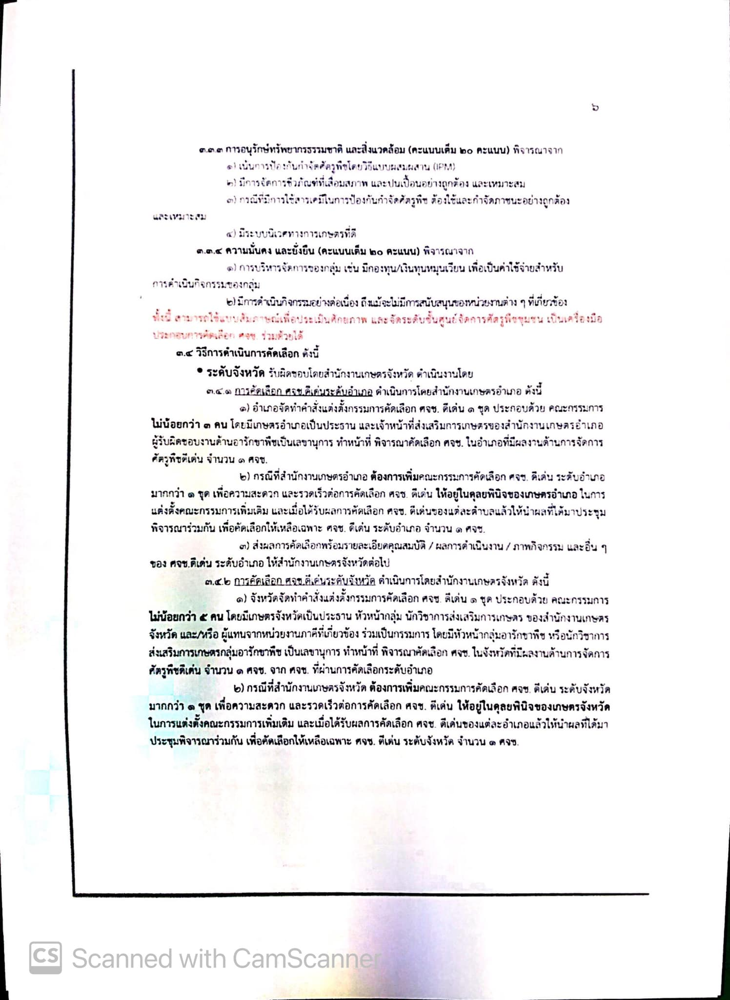 ๖
๓.๓.๓ การอนุรักษ์ทรัพยากรธรรมชาติ และสิ่งแวดล้อม (คะแนนเต็ม ๒๐ คะแนน) พิจารณาจาก
๑) เน้นการป้องกันกำจัดศัตรูพืชโดยวิธีแบบผสมผสาน (IPM)
๒) มีการจัดการชีวภัณฑ์ที่เสื่อมสภาพ และปนเปื้อนอย่างถูกต้อง และเหมาะสม
๓) กรณีที่มีการใช้สารเคมีในการป้องกันกำจัดศัตรูพืช ต้องใช้และกำจัดภาชนะอย่างถูกต้อง
และเหมาะสม
๔) มีระบบนิเวศทางการเกษตรที่ดี
๓.๓.๔ ความมั่นคง และยั่งยืน (คะแนนเต็ม ๒๐ คะแนน) พิจารณาจาก
๑) การบริหารจัดการของกลุ่ม เช่น มีกองทุน/เงินทุนหมุนเวียน เพื่อเป็นค่าใช้จ่ายสำหรับ
การดำเนินกิจกรรมของกลุ่ม
๒) มีการดำเนินกิจกรรมอย่างต่อเนื่อง ถึงแม้จะไม่มีการสนับสนุนของหน่วยงานต่าง ๆ ที่เกี่ยวข้อง
ทั้งนี้ สามารถใช้แบบสัมภาษณ์เพื่อประเมินศักยภาพ และจัดระดับชั้นศูนย์จัดการศัตรูพืชชุมชน เป็นเครื่องมือ
ประกอบการคัดเลือก ศจช. ร่วมด้วยได้
๓.๔ วิธีการดำเนินการคัดเลือก ดังนี้
• ระดับจังหวัด รับผิดชอบโดยสำนักงานเกษตรจังหวัด ดำเนินงานโดย
๓.๔.๑ การคัดเลือก ศจช.ดีเด่นระดับอำเภอ ดำเนินการโดยสำนักงานเกษตรอำเภอ ดังนี้
๑) อำเภอจัดทำคำสั่งแต่งตั้งกรรมการคัดเลือก ศจช. ดีเด่น ๑ ชุด ประกอบด้วย คณะกรรมการ
ไม่น้อยกว่า ๓ คน โดยมีเกษตรอำเภอเป็นประธาน และเจ้าหน้าที่ส่งเสริมการเกษตรของสำนักงานเกษตรอำเภอ
ผู้รับผิดชอบงานด้านอารักขาพืชเป็นเลขานุการ ทำหน้าที่ พิจารณาคัดเลือก ศจช. ในอำเภอที่มีผลงานด้านการจัดการ
ศัตรูพืชดีเด่น จำนวน ๑ ศจช.
๒) กรณีที่สำนักงานเกษตรอำเภอ ต้องการเพิ่มคณะกรรมการคัดเลือก ศจช. ดีเด่น ระดับอำเภอ
มากกว่า ๑ ชุด เพื่อความสะดวก และรวดเร็วต่อการคัดเลือก ศจช. ดีเด่น ให้อยู่ในดุลยพินิจของเกษตรอำเภอ ในการ
แต่งตั้งคณะกรรมการเพิ่มเติม และเมื่อได้รับผลการคัดเลือก ศจช. ดีเด่นของแต่ละตำบลแล้วให้นำผลที่ได้มาประชุม
พิจารณาร่วมกัน เพื่อคัดเลือกให้เหลือเฉพาะ ศจช. ดีเด่น ระดับอำเภอ จำนวน ๑ ศจช.
๓) ส่งผลการคัดเลือกพร้อมรายละเอียดคุณสมบัติ / ผลการดำเนินงาน / ภาพกิจกรรม และอื่น ๆ
ของ ศจช.ดีเด่น ระดับอำเภอ ให้สำนักงานเกษตรจังหวัดต่อไป
๓.๔.๒ การคัดเลือก ศจช.ดีเด่นระดับจังหวัด ดำเนินการโดยสำนักงานเกษตรจังหวัด ดังนี้
๑) จังหวัดจัดทำคำสั่งแต่งตั้งกรรมการคัดเลือก ศจช. ดีเด่น ๑ ชุด ประกอบด้วย คณะกรรมการ
ไม่น้อยกว่า ๕ คน โดยมีเกษตรจังหวัดเป็นประธาน หัวหน้ากลุ่ม นักวิชาการส่งเสริมการเกษตร ของสำนักงานเกษตร
จังหวัด และ/หรือ ผู้แทนจากหน่วยงานภาคีที่เกี่ยวข้อง ร่วมเป็นกรรมการ โดยมีหัวหน้ากลุ่มอารักขาพืช หรือนักวิชาการ
ส่งเสริมการเกษตรกลุ่มอารักขาพืช เป็นเลขานุการ ทำหน้าที่ พิจารณาคัดเลือก ศจช. ในจังหวัดที่มีผลงานด้านการจัดการ
ศัตรูพืชดีเด่น จำนวน ๑ ศจช. จาก ศจช. ที่ผ่านการคัดเลือกระดับอำเภอ
๒) กรณีที่สำนักงานเกษตรจังหวัด ต้องการเพิ่มคณะกรรมการคัดเลือก ศจช. ดีเด่น ระดับจังหวัด
มากกว่า ๑ ชุด เพื่อความสะดวก และรวดเร็วต่อการคัดเลือก ศจช. ดีเด่น ให้อยู่ในดุลยพินิจของเกษตรจังหวัด
ในการแต่งตั้งคณะกรรมการเพิ่มเติม และเมื่อได้รับผลการคัดเลือก ศจช. ดีเด่นของแต่ละอำเภอแล้วให้นำผลที่ได้มา
ประชุมพิจารณาร่วมกัน เพื่อคัดเลือกให้เหลือเฉพาะ ศจช. ดีเด่น ระดับจังหวัด จำนวน ๑ ศจช.
CS Scanned with CamScanner